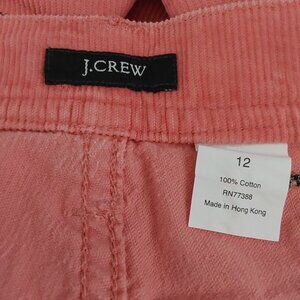 J.CREW
12
100% Cotton
RN77388
Made in Hong Kong